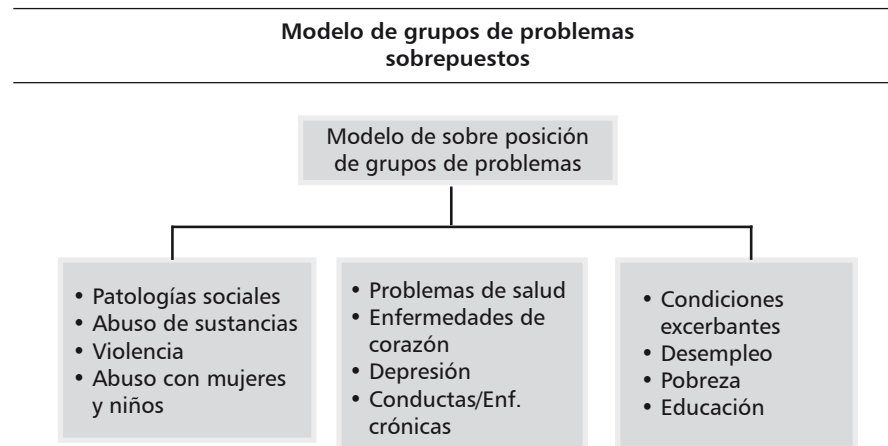 Modelo de grupos de problemas
sobrepuestos
Modelo de sobre posición
de grupos de problemas
• Patologías sociales
• Abuso de sustancias
• Violencia
• Abuso con mujeres
y niños
• Problemas de salud
• Enfermedades de
corazón
• Depresión
• Conductas/Enf.
crónicas
• Condiciones
excerbantes
• Desempleo
• Pobreza
• Educación